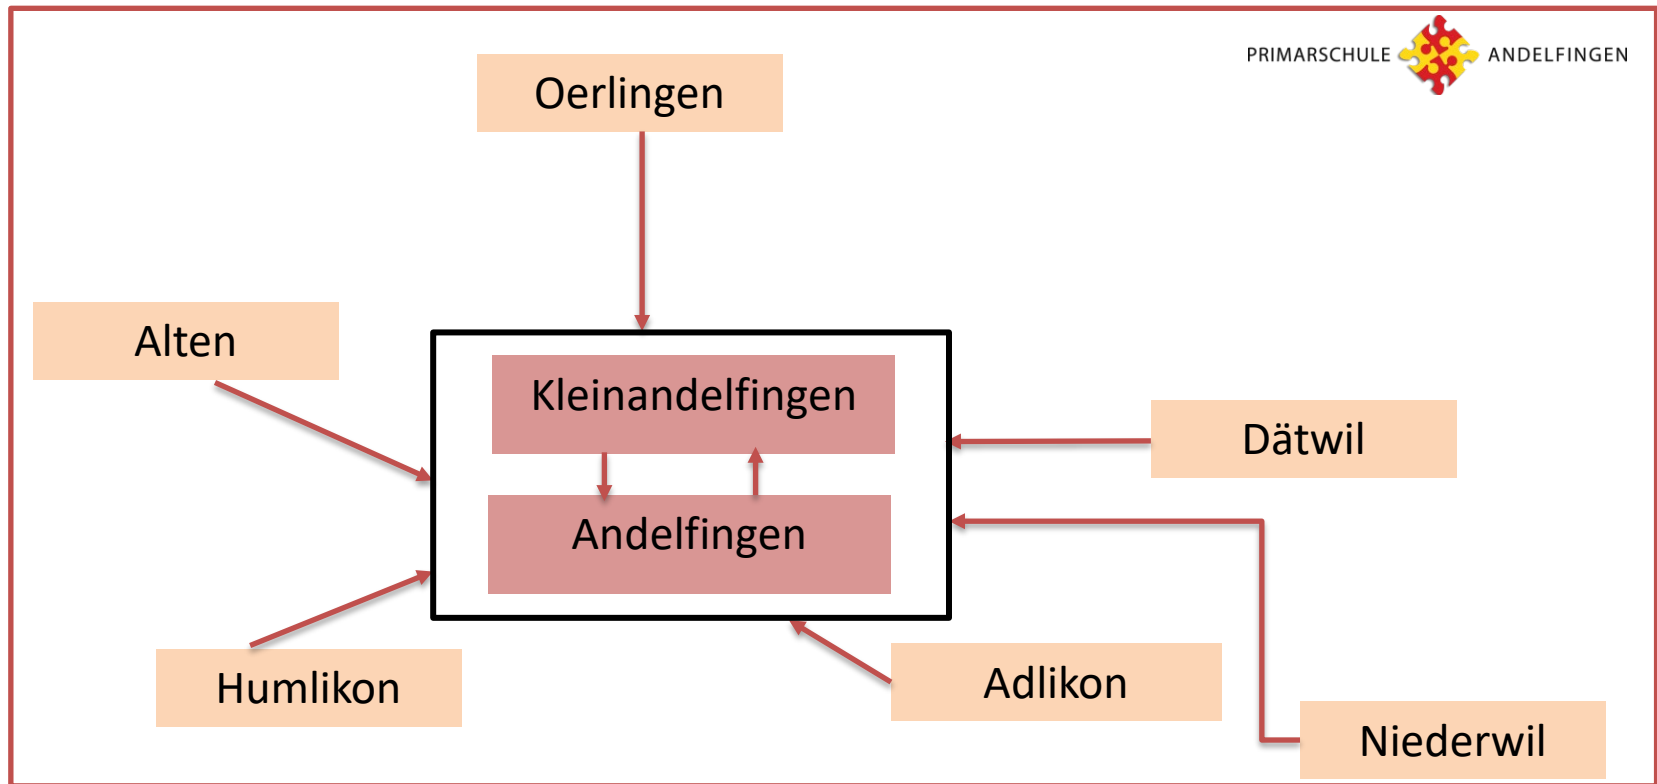 PRIMARSCHULE ANDELFINGEN
Oerlingen
Alten
Kleinandelfingen
Dätwil
Andelfingen
Humlikon
Adlikon
Niederwil